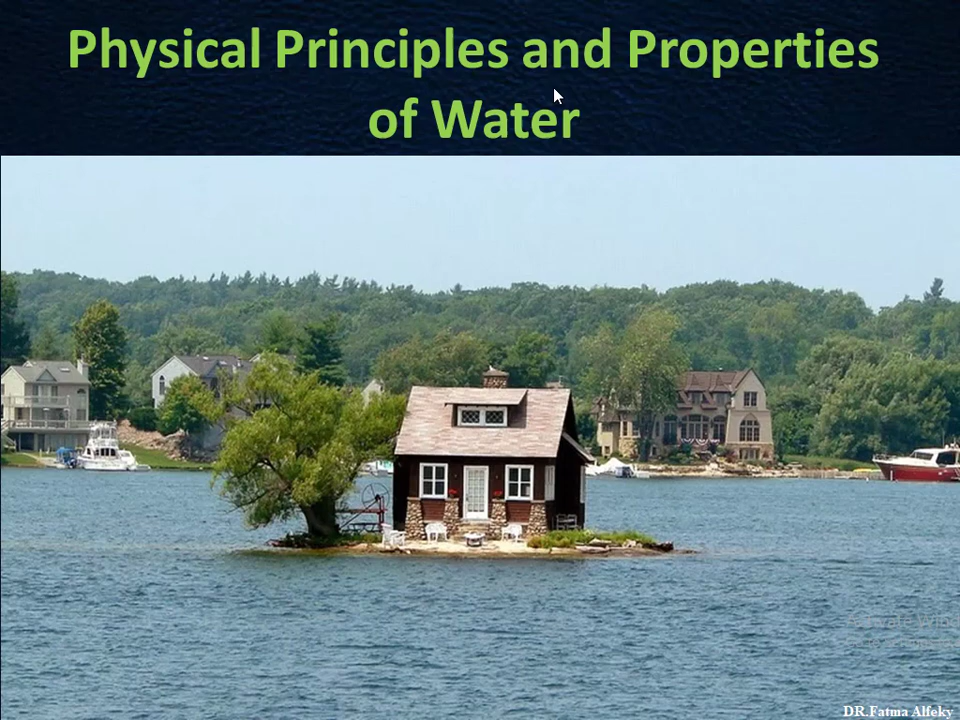 Physical Principles and Properties
of Water
DR.Fatma Alfeky